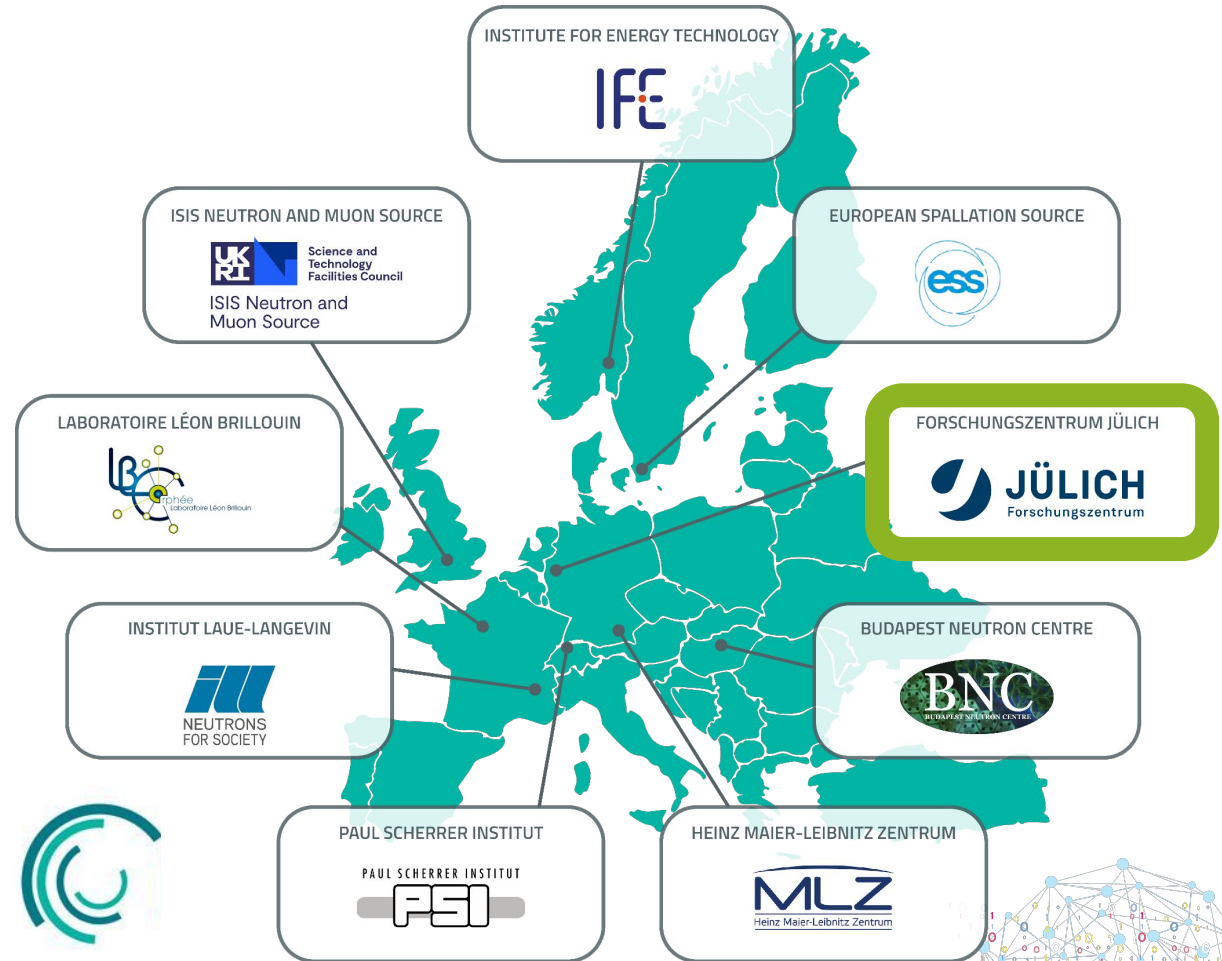 INSTITUTE FOR ENERGY TECHNOLOGY
IFE
ISIS NEUTRON AND MUON SOURCE
UK
RI
Science and
Technology
Facilities Council
ISIS Neutron and
Muon Source
EUROPEAN SPALLATION SOURCE
ess
LABORATOIRE LÉON BRILLOUIN
LB
rphée
Laboratoire Léon Brillouin
FORSCHUNGSZENTRUM JÜLICH
JÜLICH
Forschungszentrum
INSTITUT LAUE-LANGEVIN
ill
NEUTRONS
FOR SOCIETY
BUDAPEST NEUTRON CENTRE
BNC
BUDAPEST NEUTRON CENTRE
PAUL SCHERRER INSTITUT
PAUL SCHERRER INSTITUT
PSI
HEINZ MAIER-LEIBNITZ ZENTRUM
MLZ
Heinz Maier-Leibnitz Zentrum